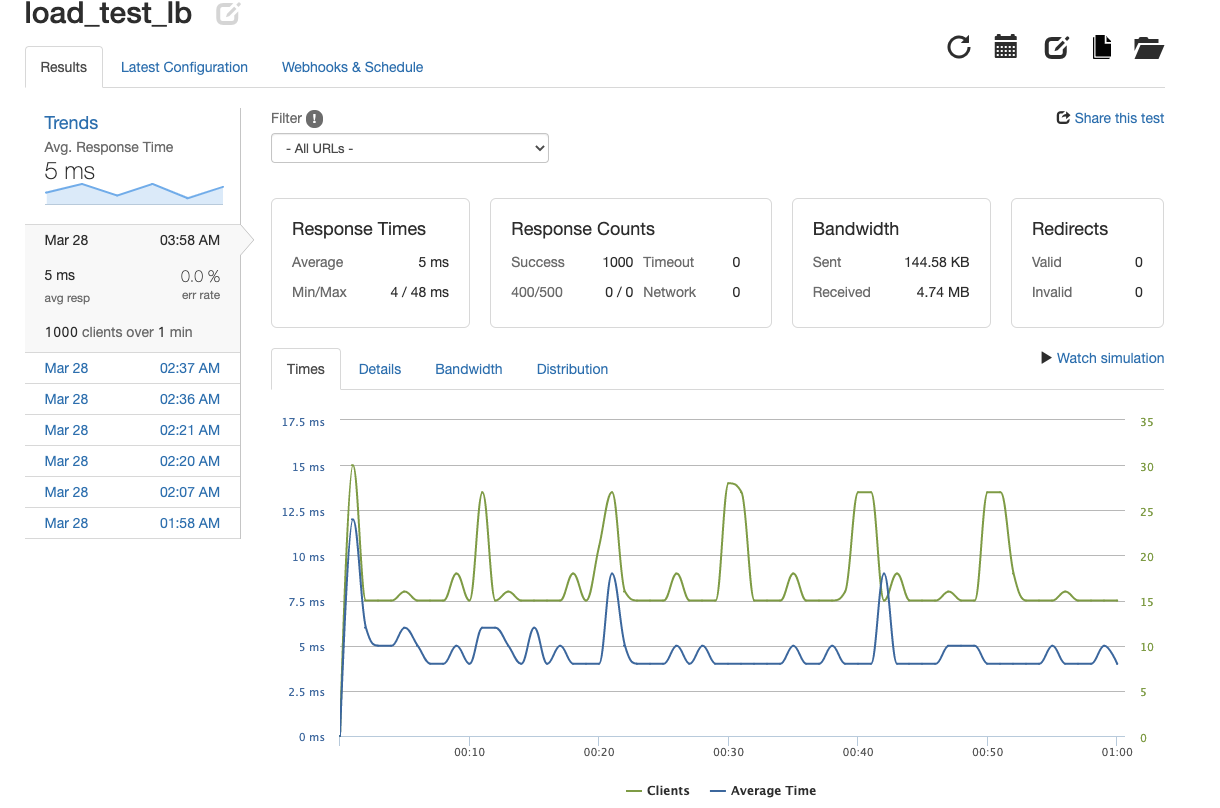 load_test_lb
Results Latest Configuration Webhooks & Schedule
Trends
Avg. Response Time
5 ms
Mar 28 03:58 AM
5 ms 0.0 %
avg resp err rate
1000 clients over 1 min
Mar 28 02:37 AM
Mar 28 02:36 AM
Mar 28 02:21 AM
Mar 28 02:20 AM
Mar 28 02:07 AM
Mar 28 01:58 AM
Filter !
Share this test
- All URLs -
Response Times
Average 5 ms
Min/Max 4 / 48 ms
Response Counts
Success 1000 Timeout 0
400/500 0 / 0 Network 0
Bandwidth
Sent 144.58 KB
Received 4.74 MB
Redirects
Valid 0
Invalid 0
Times Details Bandwidth Distribution
Watch simulation
17.5 ms 35
15 ms 30
12.5 ms 25
10 ms 20
7.5 ms 15
5 ms 10
2.5 ms 5
0 ms 0
00:10 00:20 00:30 00:40 00:50 01:00
Clients Average Time